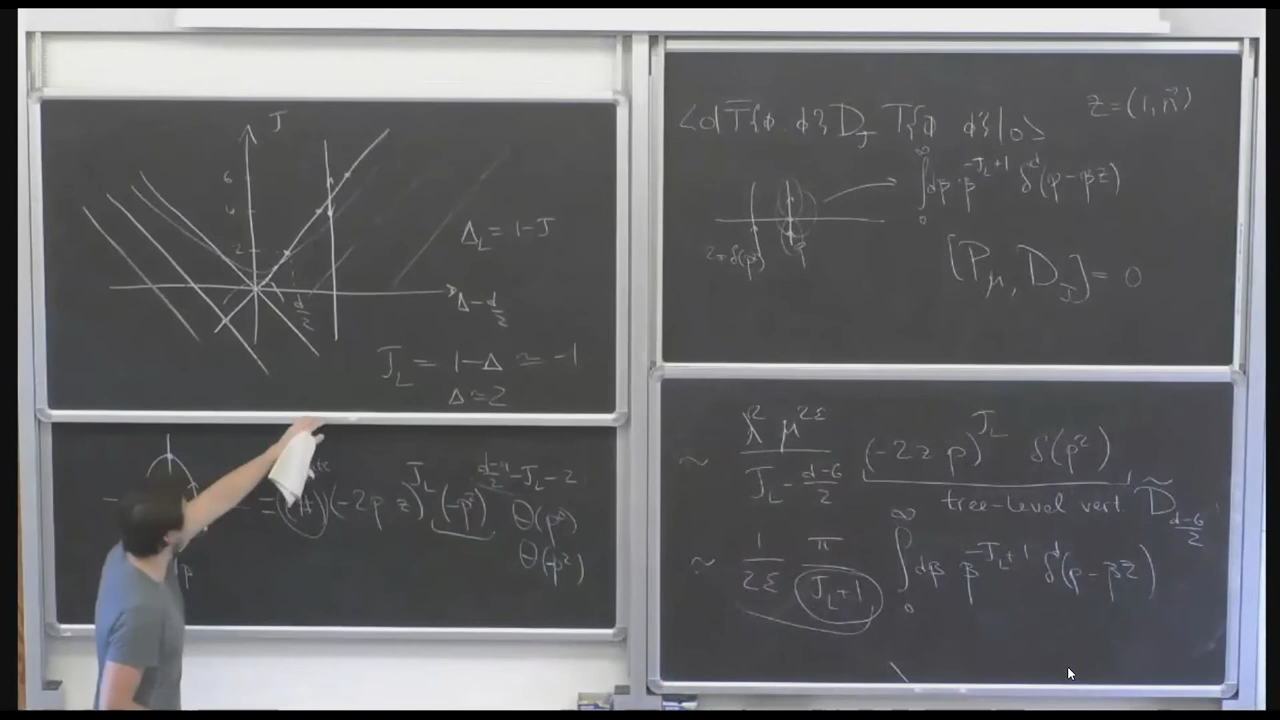 J
6
4
2
Δ_L = 1-J
Δ - d/2
d/2
J_L = 1-Δ ≃ -1
Δ ≃ 2
(-2p z)^{J_L} (-p²)^{(d-4)/2 - J_L - 2} θ(p⁰)
θ(-p²)
p
z = (1, n⃗)
D_J T{ϕ ϕ}|0>
∫_0^∞ dβ β^{-J_L+1} δ^d(p-βz)
[P_μ, D_J] = 0
~ λ² μ^{2ε} / (J_L - (d-6)/2) (-2z p)^{J_L} δ(p²)
tree-level vert. D̃_{(d-6)/2}
~ 1/2ε π/(J_L+1) ∫_0^∞ dβ β^{-J_L+1} δ^d(p-βz)